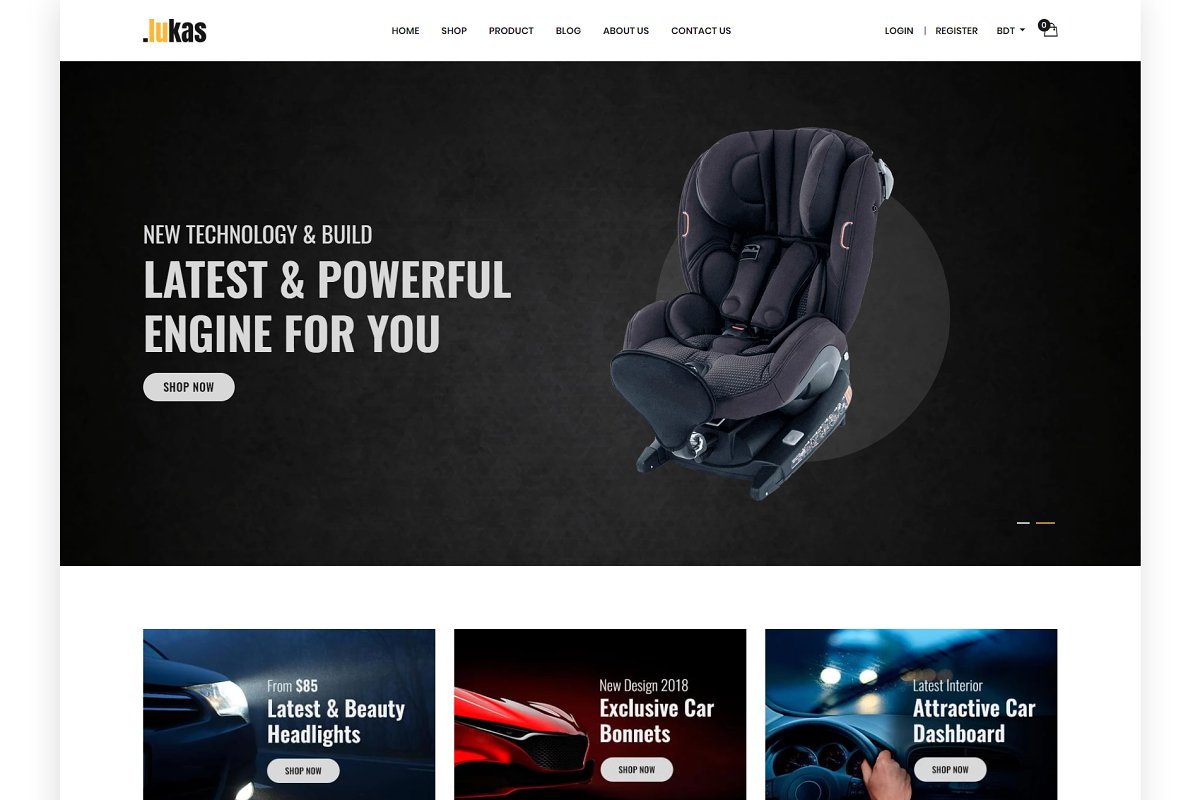 .lukas
HOME SHOP PRODUCT BLOG ABOUT US CONTACT US
LOGIN | REGISTER BDT 0
NEW TECHNOLOGY & BUILD
LATEST & POWERFUL
ENGINE FOR YOU
SHOP NOW
From $85
Latest & Beauty
Headlights
SHOP NOW
New Design 2018
Exclusive Car
Bonnets
SHOP NOW
Latest Interior
Attractive Car
Dashboard
SHOP NOW